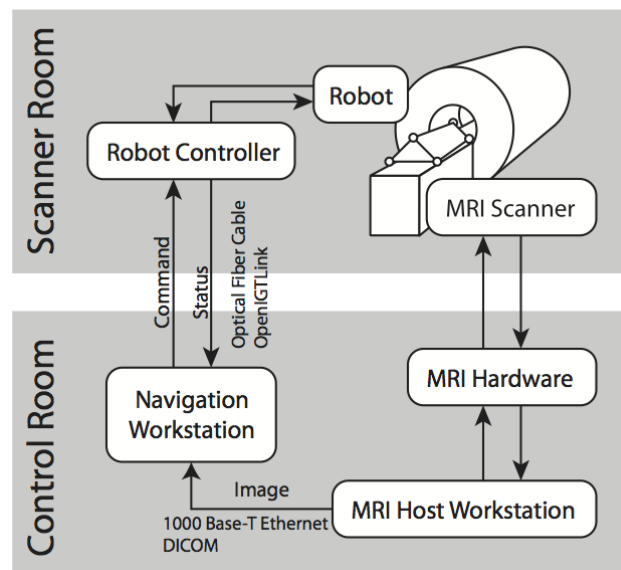 Scanner Room
Robot
Robot Controller
MRI Scanner
Command
Status
Optical Fiber Cable
OpenIGTLink
Control Room
Navigation
Workstation
MRI Hardware
Image
1000 Base-T Ethernet
DICOM
MRI Host Workstation